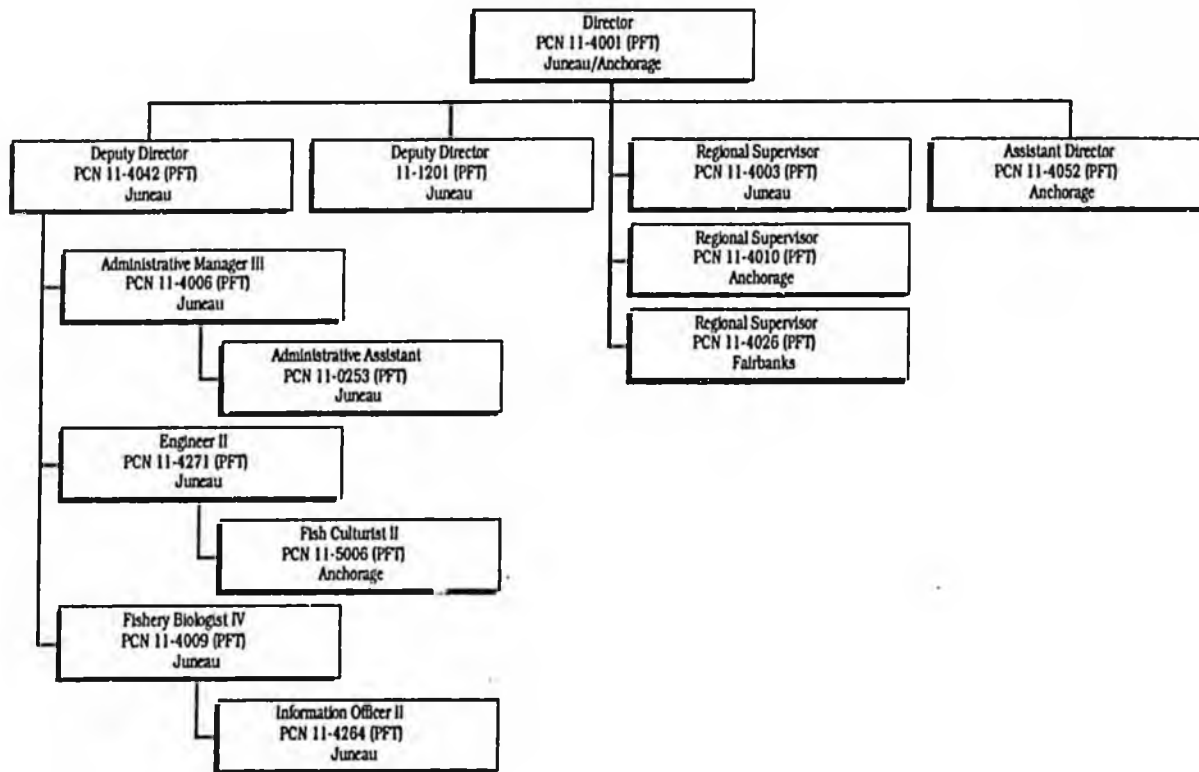 Director
PCN 11-4001 (PFT)
Juneau/Anchorage
Deputy Director
PCN 11-4042 (PFT)
Juneau
Deputy Director
11-1201 (PFT)
Juneau
Regional Supervisor
PCN 11-4003 (PFT)
Juneau
Assistant Director
PCN 11-4052 (PFT)
Anchorage
Administrative Manager III
PCN 11-4006 (PFT)
Juneau
Regional Supervisor
PCN 11-4010 (PFT)
Anchorage
Administrative Assistant
PCN 11-0253 (PFT)
Juneau
Regional Supervisor
PCN 11-4026 (PFT)
Fairbanks
Engineer II
PCN 11-4271 (PFT)
Juneau
Fish Culturist II
PCN 11-5006 (PFT)
Anchorage
Fishery Biologist IV
PCN 11-4009 (PFT)
Juneau
Information Officer II
PCN 11-4264 (PFT)
Juneau